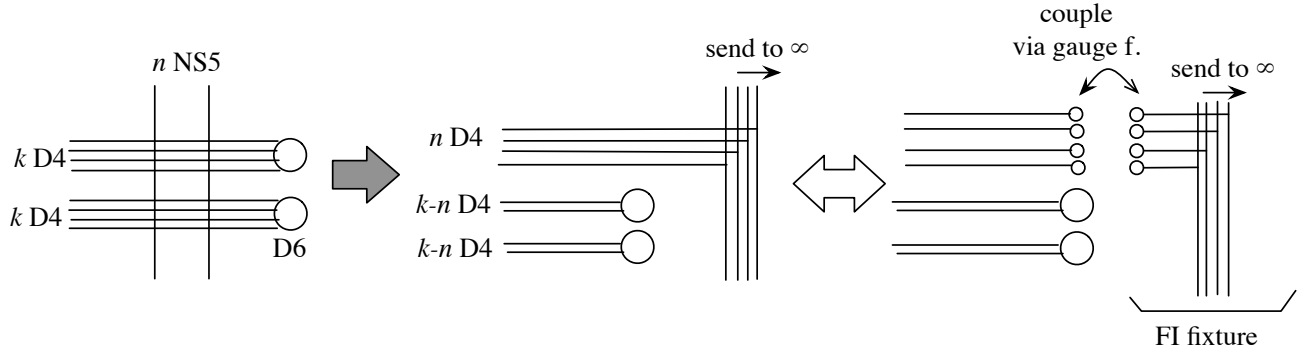 n NS5
k D4
k D4
D6
send to ∞
n D4
k-n D4
k-n D4
couple
via gauge f.
send to ∞
FI fixture